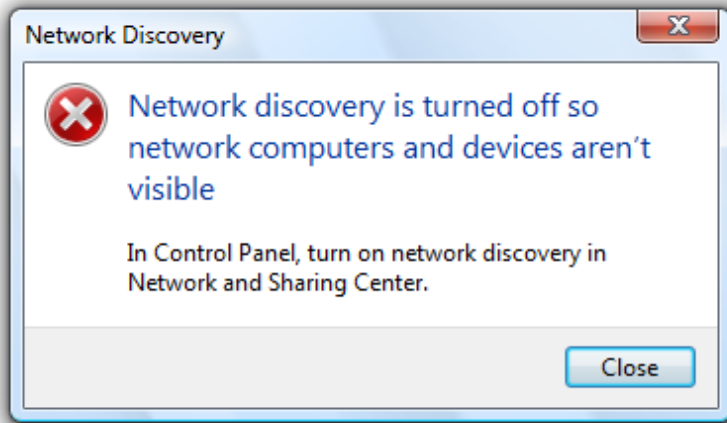 Network Discovery
Network discovery is turned off so
network computers and devices aren't
visible
In Control Panel, turn on network discovery in
Network and Sharing Center.
Close